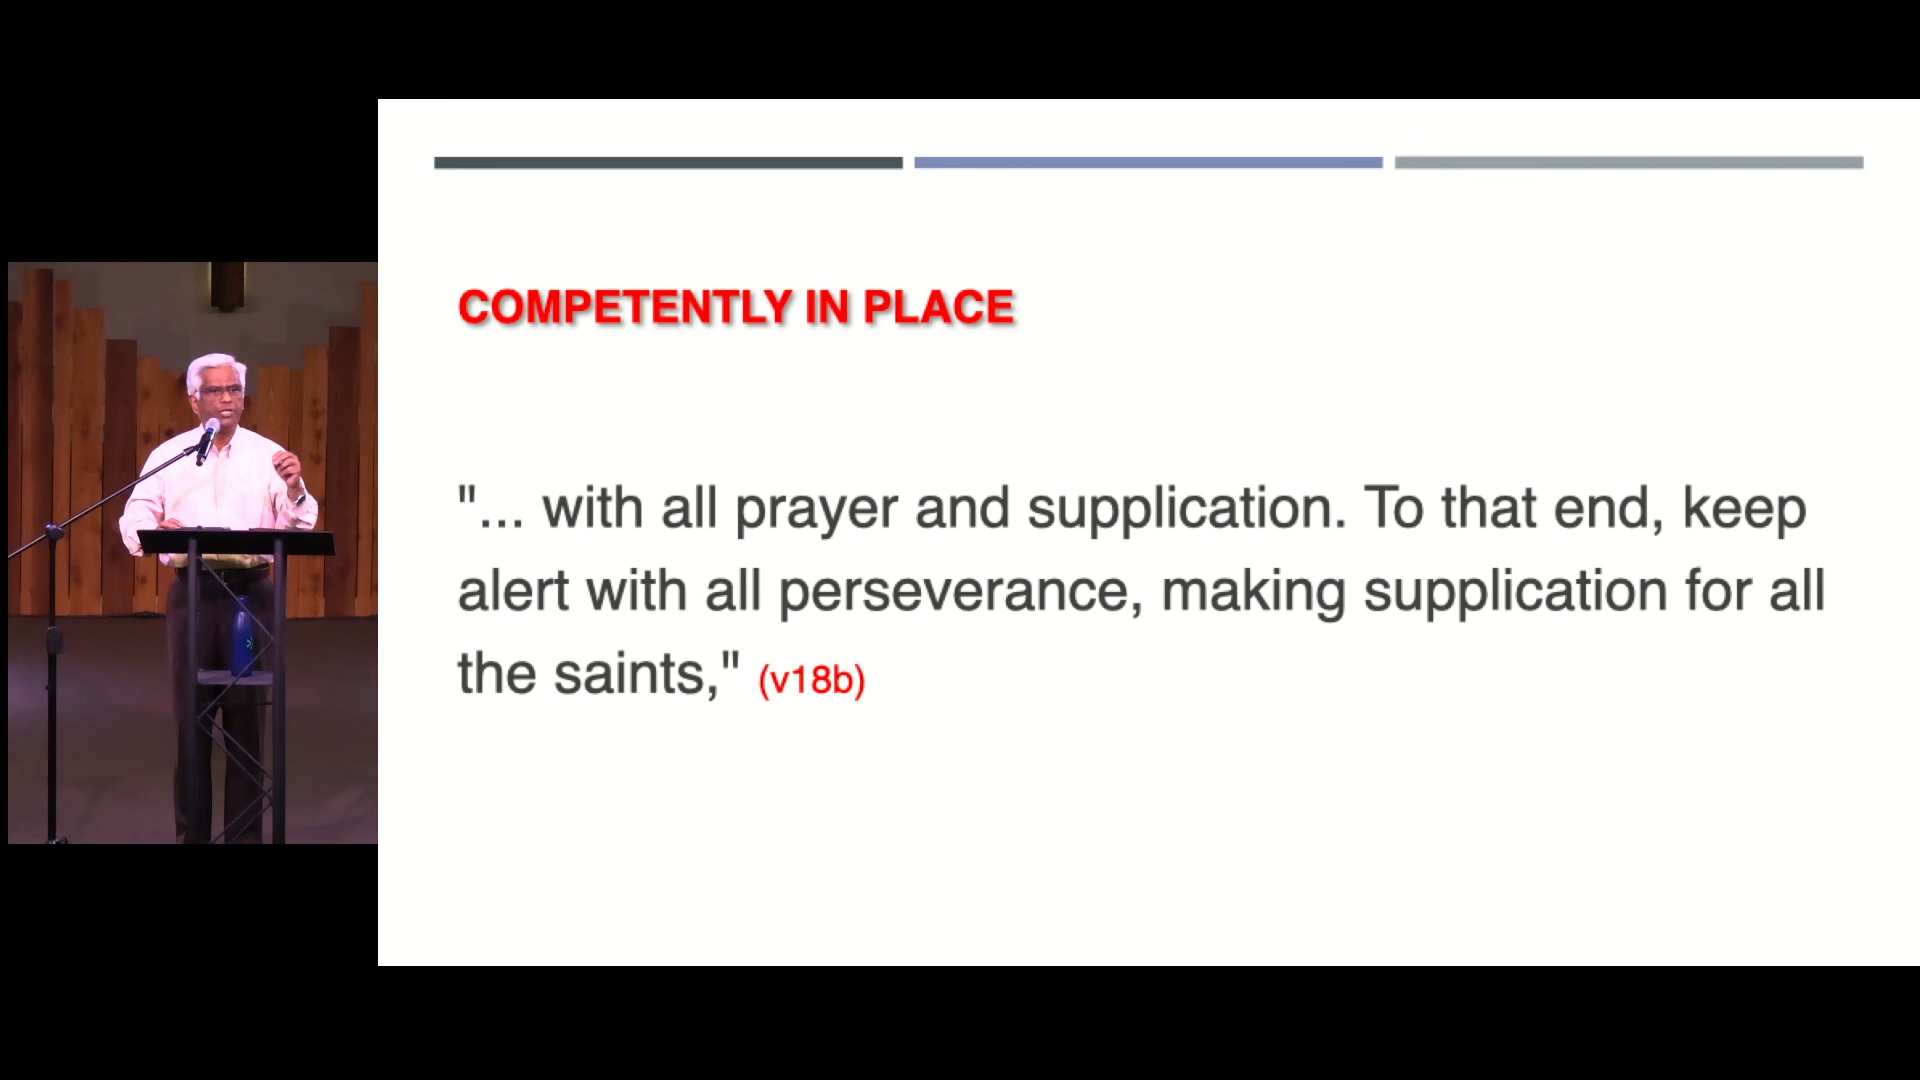 COMPETENTLY IN PLACE
"... with all prayer and supplication. To that end, keep
alert with all perseverance, making supplication for all
the saints," (v18b)